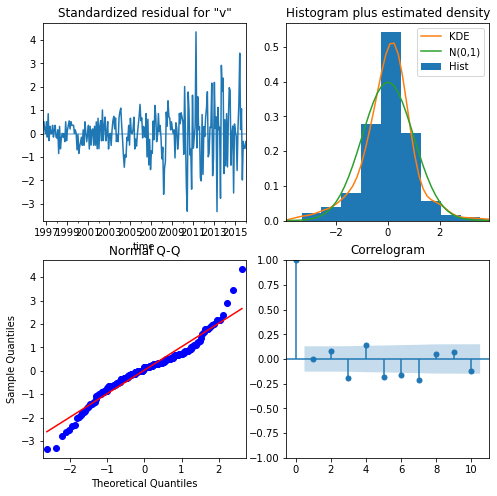 Standardized residual for "v"
4
3
2
1
0
−1
−2
−3
1997 1999 2001 2003 2005 2007 2009 2011 2013 2015
time
Histogram plus estimated density
KDE
N(0,1)
Hist
0.5
0.4
0.3
0.2
0.1
0.0
−2 0 2
Normal Q-Q
Sample Quantiles
4
3
2
1
0
−1
−2
−3
−2 −1 0 1 2
Theoretical Quantiles
Correlogram
1.00
0.75
0.50
0.25
0.00
−0.25
−0.50
−0.75
−1.00
0 2 4 6 8 10